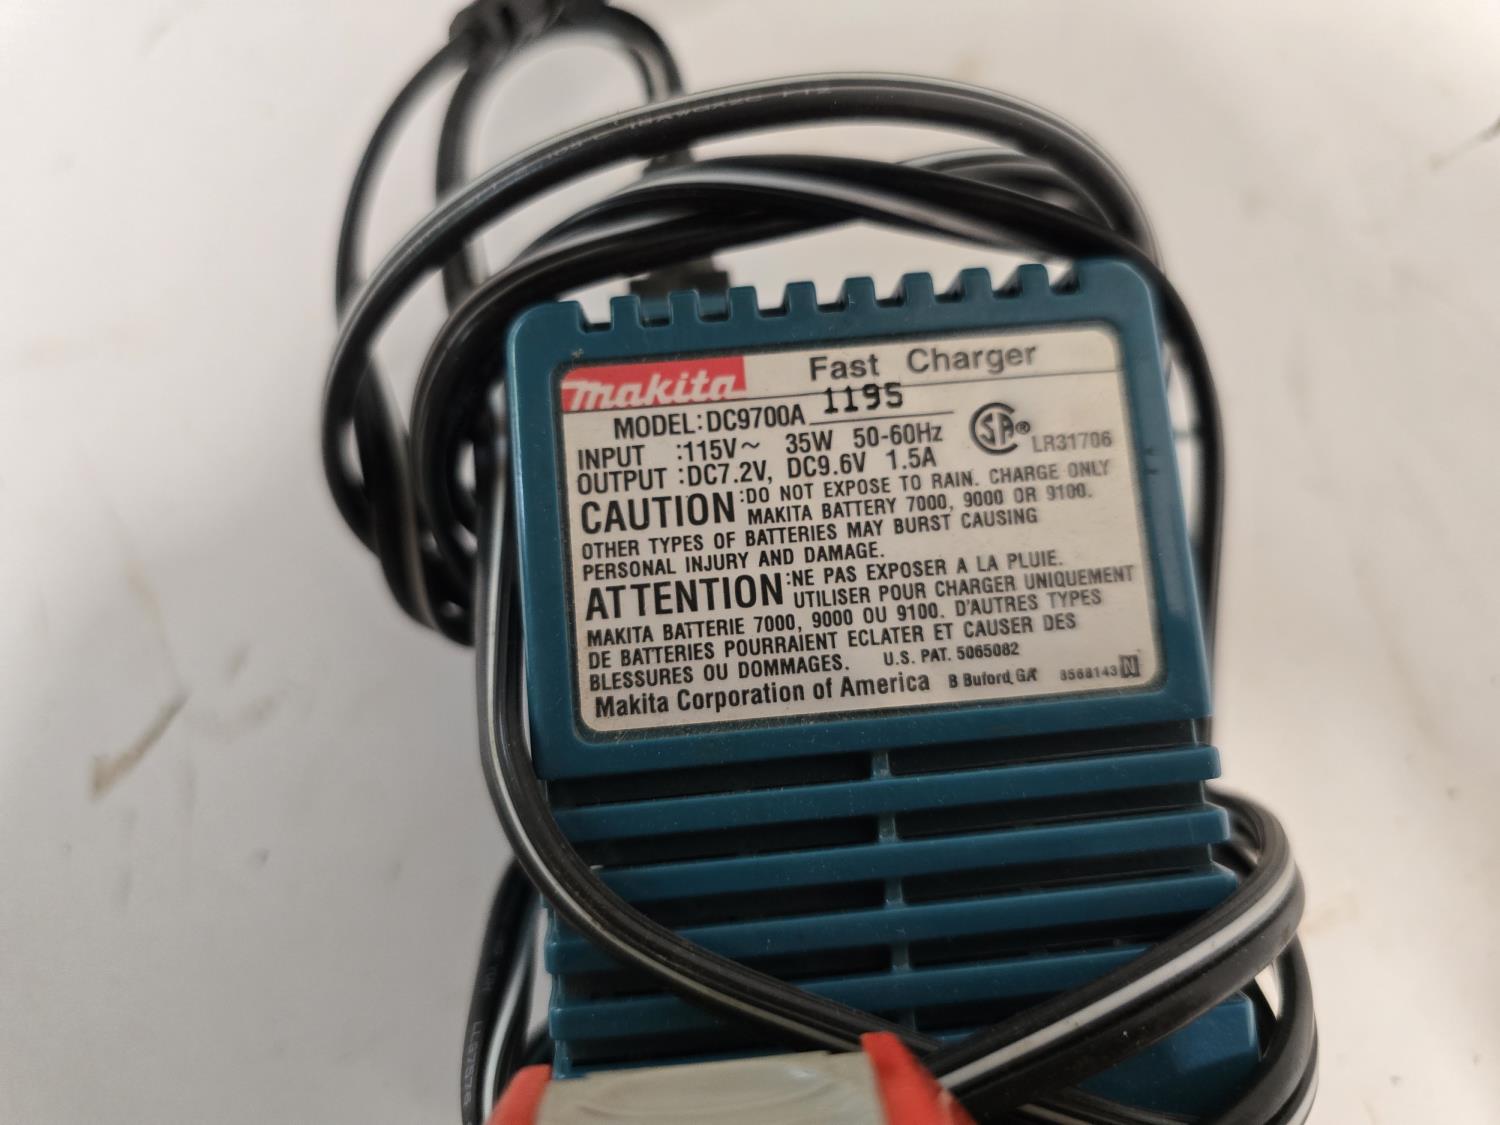 makita Fast Charger
MODEL:DC9700A 1195
INPUT :115V~ 35W 50-60Hz
SA® LR31706
OUTPUT :DC7.2V, DC9.6V 1.5A
CAUTION :DO NOT EXPOSE TO RAIN. CHARGE ONLY
MAKITA BATTERY 7000, 9000 OR 9100.
OTHER TYPES OF BATTERIES MAY BURST CAUSING
PERSONAL INJURY AND DAMAGE.
ATTENTION :NE PAS EXPOSER A LA PLUIE.
UTILISER POUR CHARGER UNIQUEMENT
MAKITA BATTERIE 7000, 9000 OU 9100. D'AUTRES TYPES
DE BATTERIES POURRAIENT ECLATER ET CAUSER DES
BLESSURES OU DOMMAGES. U.S. PAT. 5065082
Makita Corporation of America B Buford, GA 8568143 N